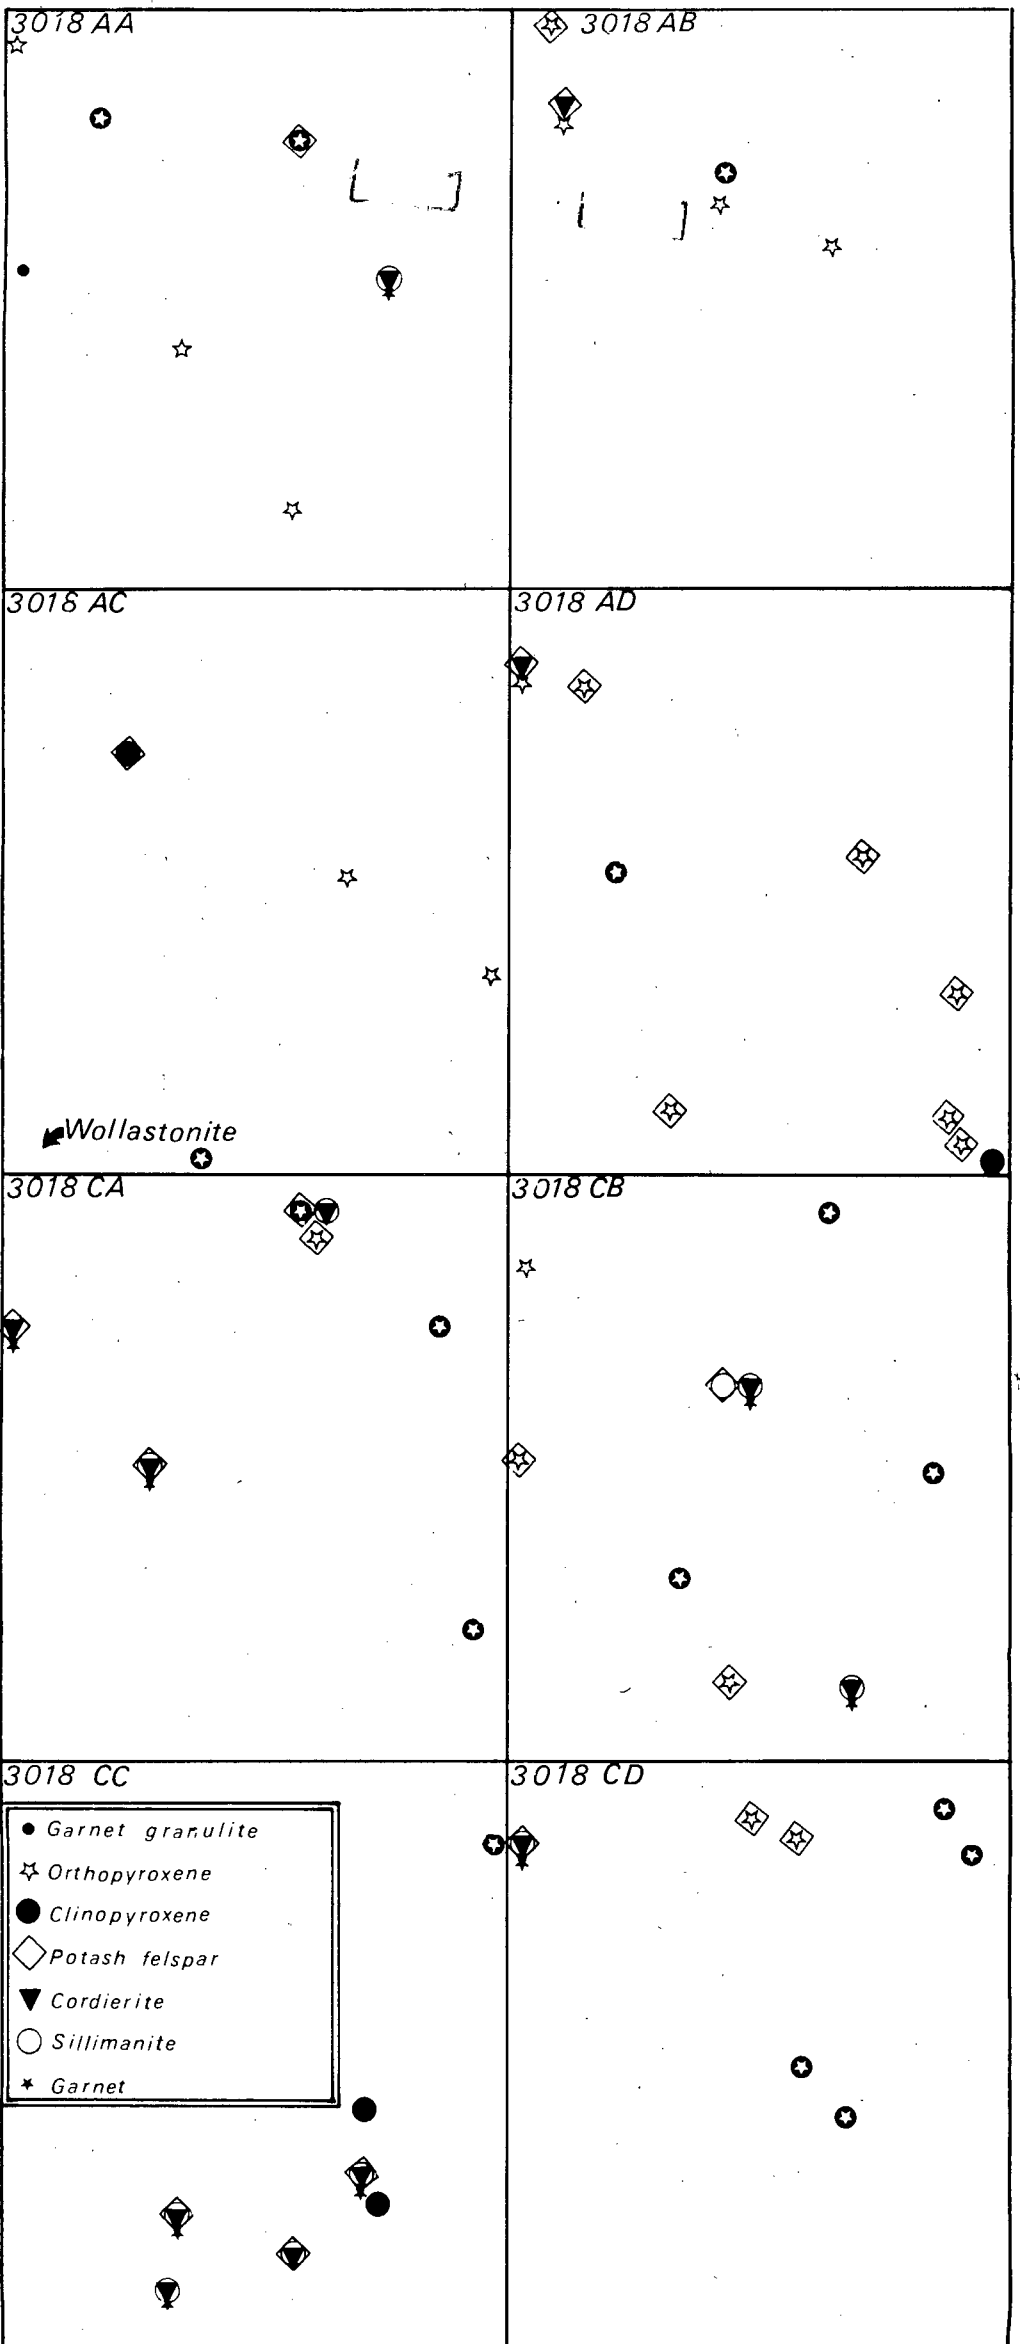 3018 AA
3018 AB
3018 AC
3018 AD
Wollastonite
3018 CA
3018 CB
3018 CC
3018 CD
Garnet granulite
Orthopyroxene
Clinopyroxene
Potash felspar
Cordierite
Sillimanite
Garnet